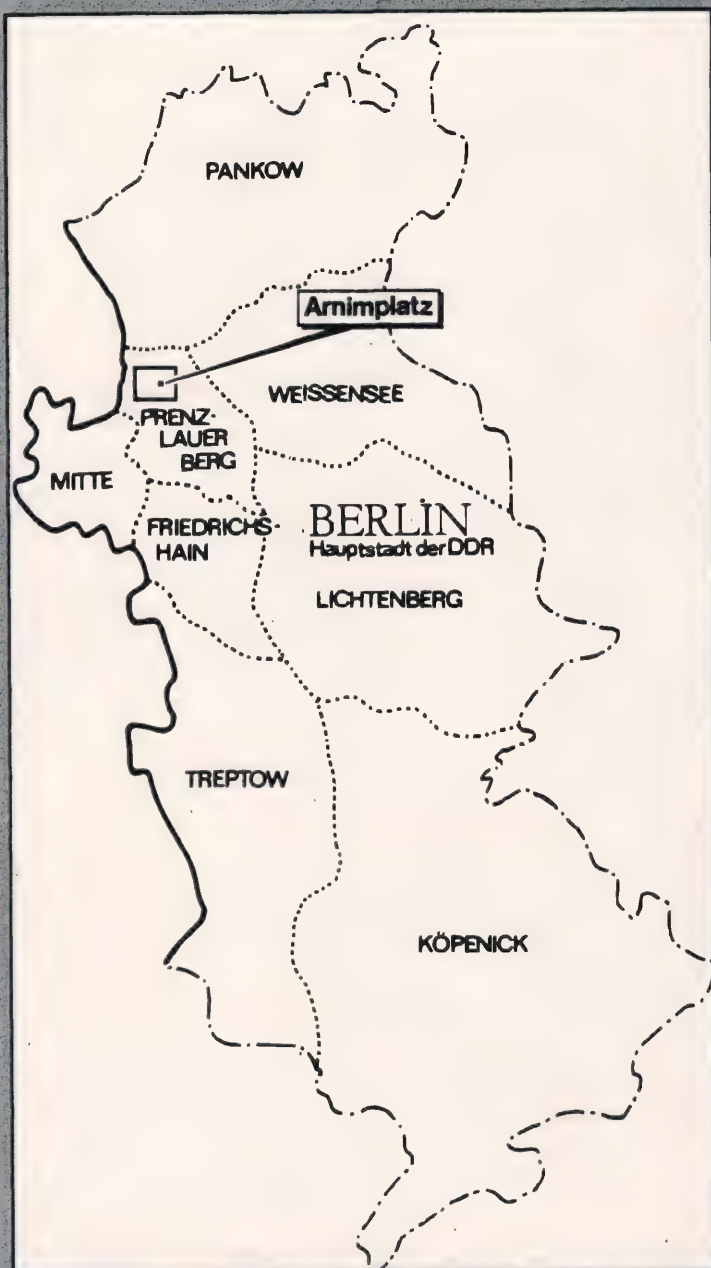 PANKOW
Arnimplatz
WEISSENSEE
PRENZ-
LAUER
BERG
MITTE
FRIEDRICHS-
HAIN
BERLIN
Hauptstadt der DDR
LICHTENBERG
TREPTOW
KÖPENICK